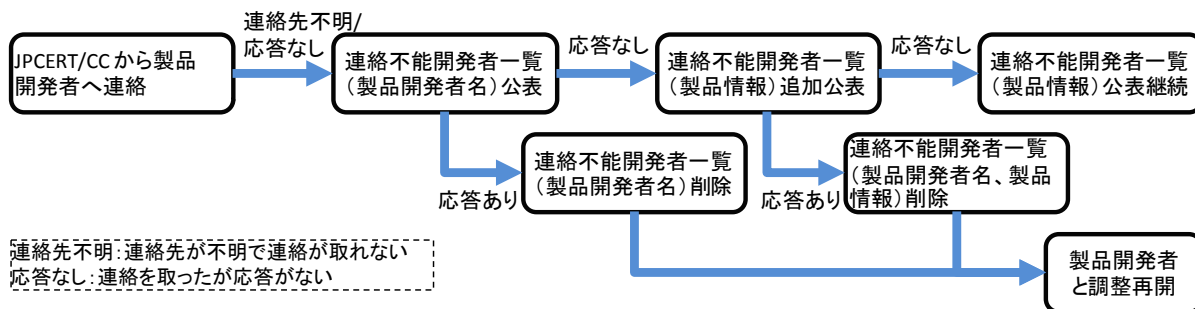 連絡先不明/
応答なし
JPCERT/CC から製品
開発者へ連絡
連絡不能開発者一覧
（製品開発者名）公表
応答なし
連絡不能開発者一覧
（製品情報）追加公表
応答なし
連絡不能開発者一覧
（製品情報）公表継続
連絡不能開発者一覧
（製品開発者名）削除
応答あり
連絡不能開発者一覧
（製品開発者名、製品
情報）削除
応答あり
連絡先不明：連絡先が不明で連絡が取れない
応答なし：連絡を取ったが応答がない
製品開発者
と調整再開